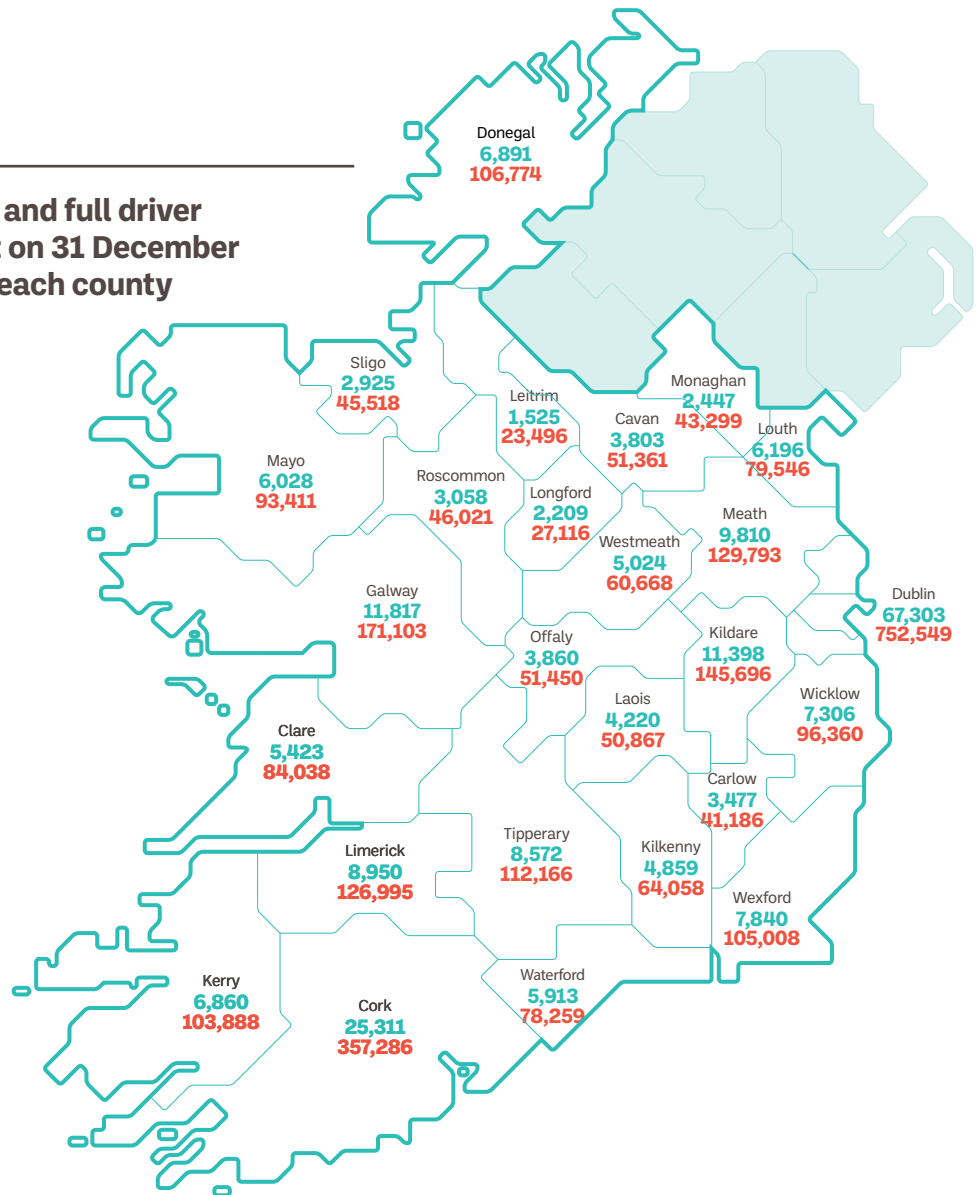 and full driver
on 31 December
each county
Donegal
6,891
106,774
Sligo
2,925
45,518
Leitrim
1,525
23,496
Monaghan
2,447
43,299
Cavan
3,803
51,361
Louth
6,196
79,546
Mayo
6,028
93,411
Roscommon
3,058
46,021
Longford
2,209
27,116
Meath
9,810
129,793
Westmeath
5,024
60,668
Galway
11,817
171,103
Dublin
67,303
752,549
Offaly
3,860
51,450
Kildare
11,398
145,696
Laois
4,220
50,867
Wicklow
7,306
96,360
Clare
5,423
84,038
Carlow
3,477
41,186
Tipperary
8,572
112,166
Limerick
8,950
126,995
Kilkenny
4,859
64,058
Wexford
7,840
105,008
Waterford
5,913
78,259
Kerry
6,860
103,888
Cork
25,311
357,286